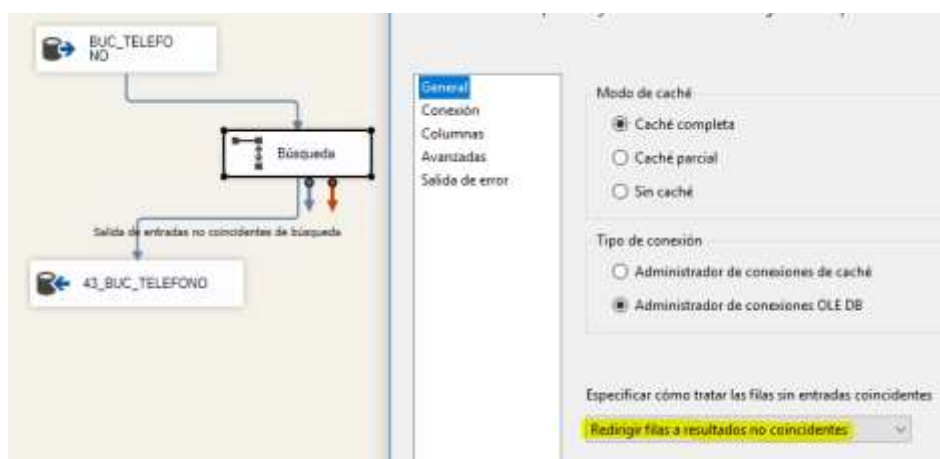 BUC_TELEFO
NO
Búsqueda
Salida de entradas no coincidentes de búsqueda
43_BUC_TELEFONO
General
Conexión
Columnas
Avanzadas
Salida de error
Modo de caché
Caché completa
Caché parcial
Sin caché
Tipo de conexión
Administrador de conexiones de caché
Administrador de conexiones OLE DB
Especificar cómo tratar las filas sin entradas coincidentes
Redirigir filas a resultados no coincidentes